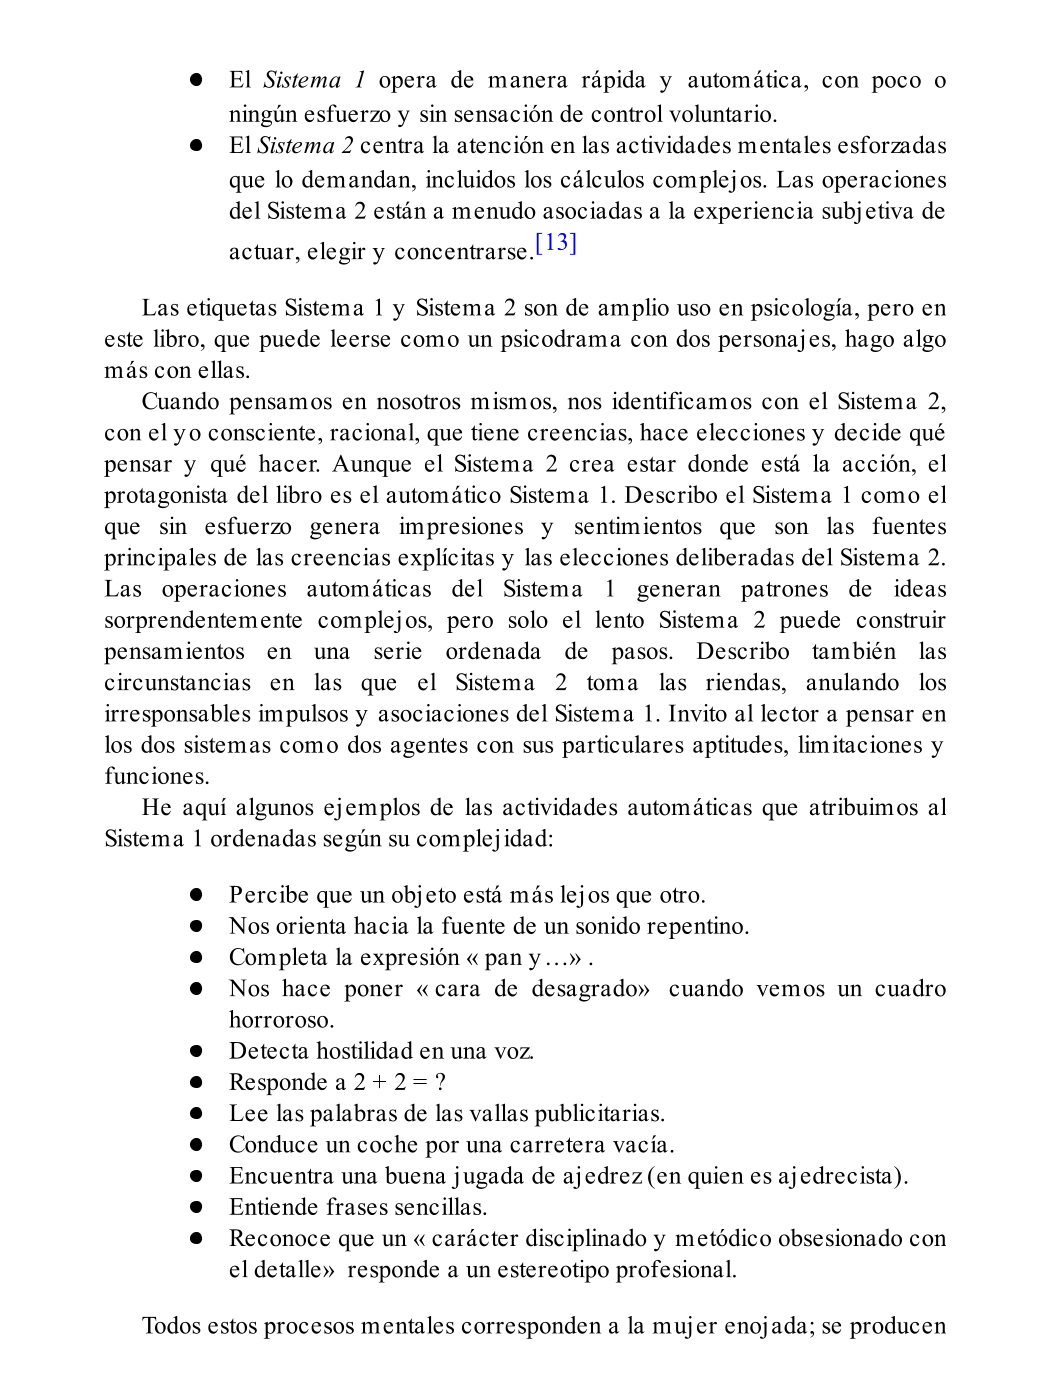 ● El Sistema 1 opera de manera rápida y automática, con poco o
ningún esfuerzo y sin sensación de control voluntario.
● El Sistema 2 centra la atención en las actividades mentales esforzadas
que lo demandan, incluidos los cálculos complejos. Las operaciones
del Sistema 2 están a menudo asociadas a la experiencia subjetiva de
actuar, elegir y concentrarse.[13]
Las etiquetas Sistema 1 y Sistema 2 son de amplio uso en psicología, pero en
este libro, que puede leerse como un psicodrama con dos personajes, hago algo
más con ellas.
Cuando pensamos en nosotros mismos, nos identificamos con el Sistema 2,
con el yo consciente, racional, que tiene creencias, hace elecciones y decide qué
pensar y qué hacer. Aunque el Sistema 2 crea estar donde está la acción, el
protagonista del libro es el automático Sistema 1. Describo el Sistema 1 como el
que sin esfuerzo genera impresiones y sentimientos que son las fuentes
principales de las creencias explícitas y las elecciones deliberadas del Sistema 2.
Las operaciones automáticas del Sistema 1 generan patrones de ideas
sorprendentemente complejos, pero solo el lento Sistema 2 puede construir
pensamientos en una serie ordenada de pasos. Describo también las
circunstancias en las que el Sistema 2 toma las riendas, anulando los
irresponsables impulsos y asociaciones del Sistema 1. Invito al lector a pensar en
los dos sistemas como dos agentes con sus particulares aptitudes, limitaciones y
funciones.
He aquí algunos ejemplos de las actividades automáticas que atribuimos al
Sistema 1 ordenadas según su complejidad:
● Percibe que un objeto está más lejos que otro.
● Nos orienta hacia la fuente de un sonido repentino.
● Completa la expresión «pan y…».
● Nos hace poner «cara de desagrado» cuando vemos un cuadro
horroroso.
● Detecta hostilidad en una voz.
● Responde a 2 + 2 = ?
● Lee las palabras de las vallas publicitarias.
● Conduce un coche por una carretera vacía.
● Encuentra una buena jugada de ajedrez (en quien es ajedrecista).
● Entiende frases sencillas.
● Reconoce que un «carácter disciplinado y metódico obsesionado con
el detalle» responde a un estereotipo profesional.
Todos estos procesos mentales corresponden a la mujer enojada; se producen